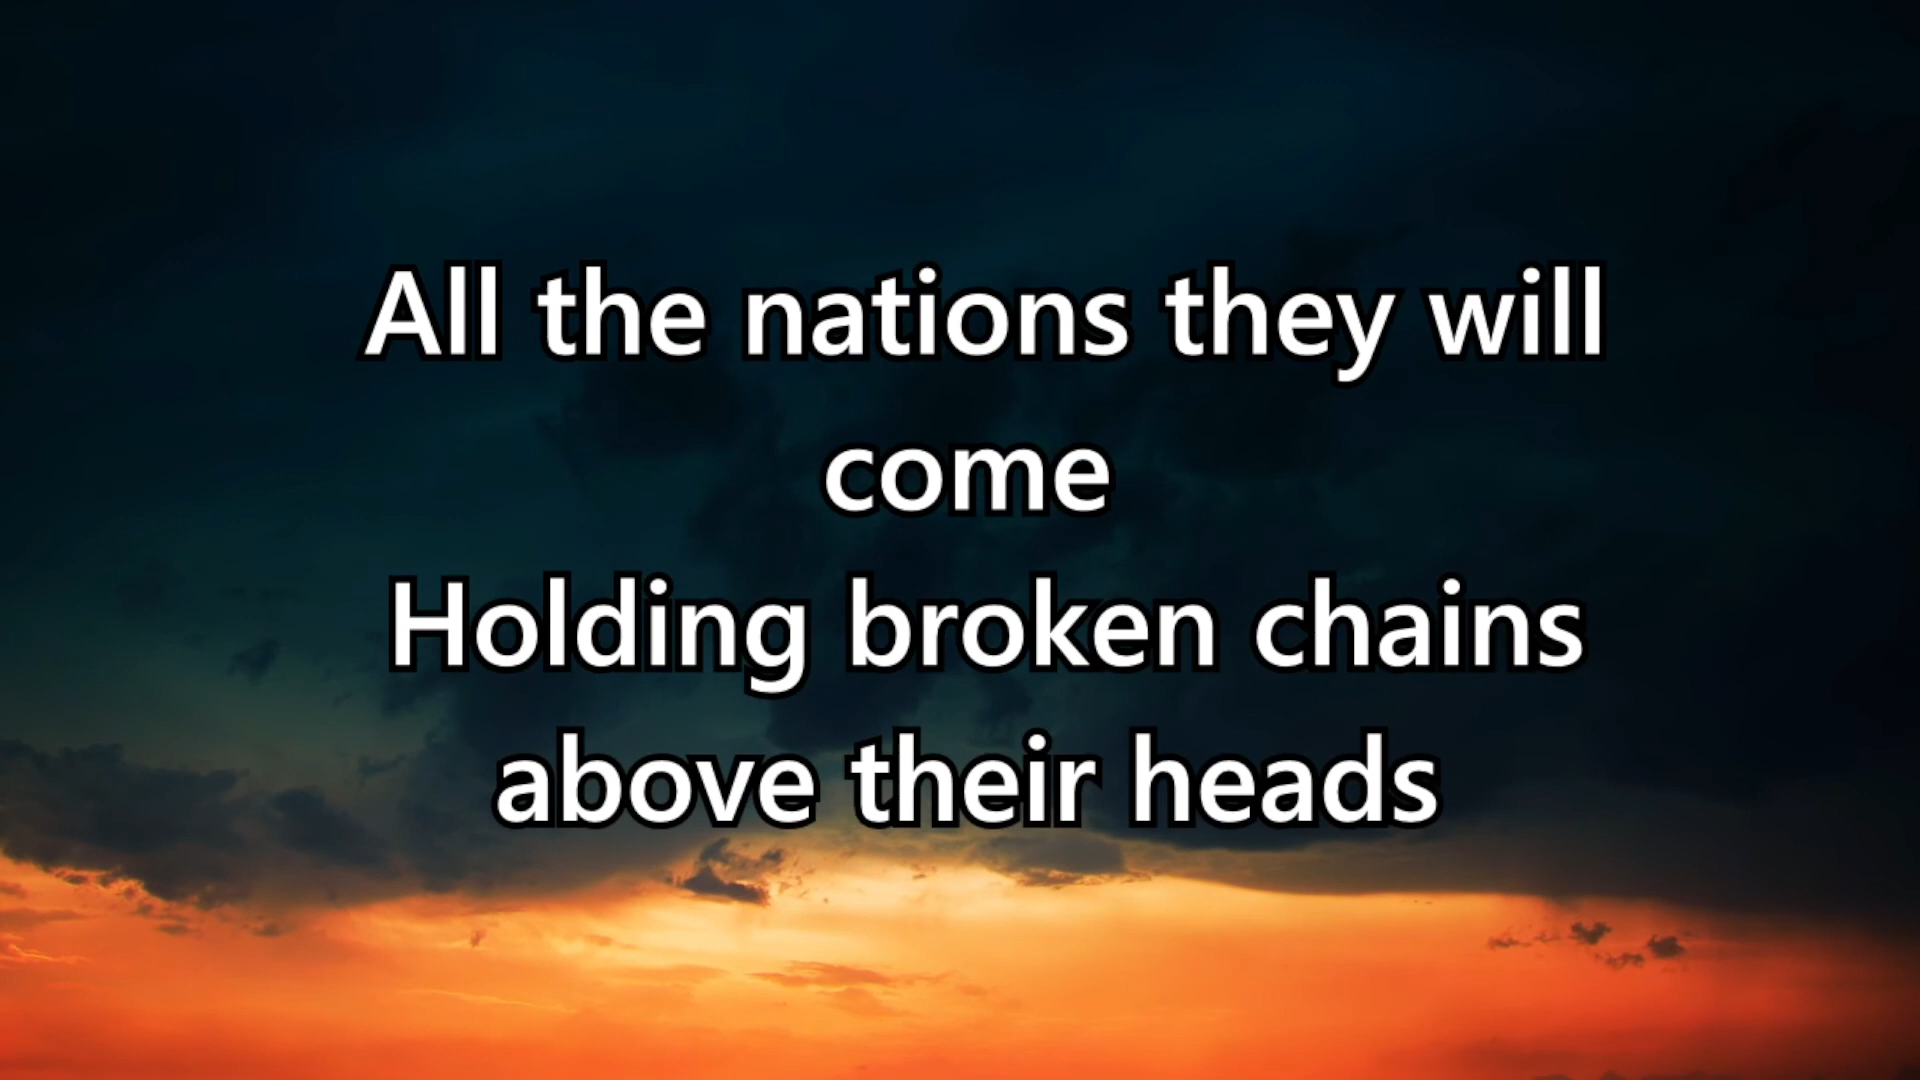 All the nations they will
come
Holding broken chains
above their heads